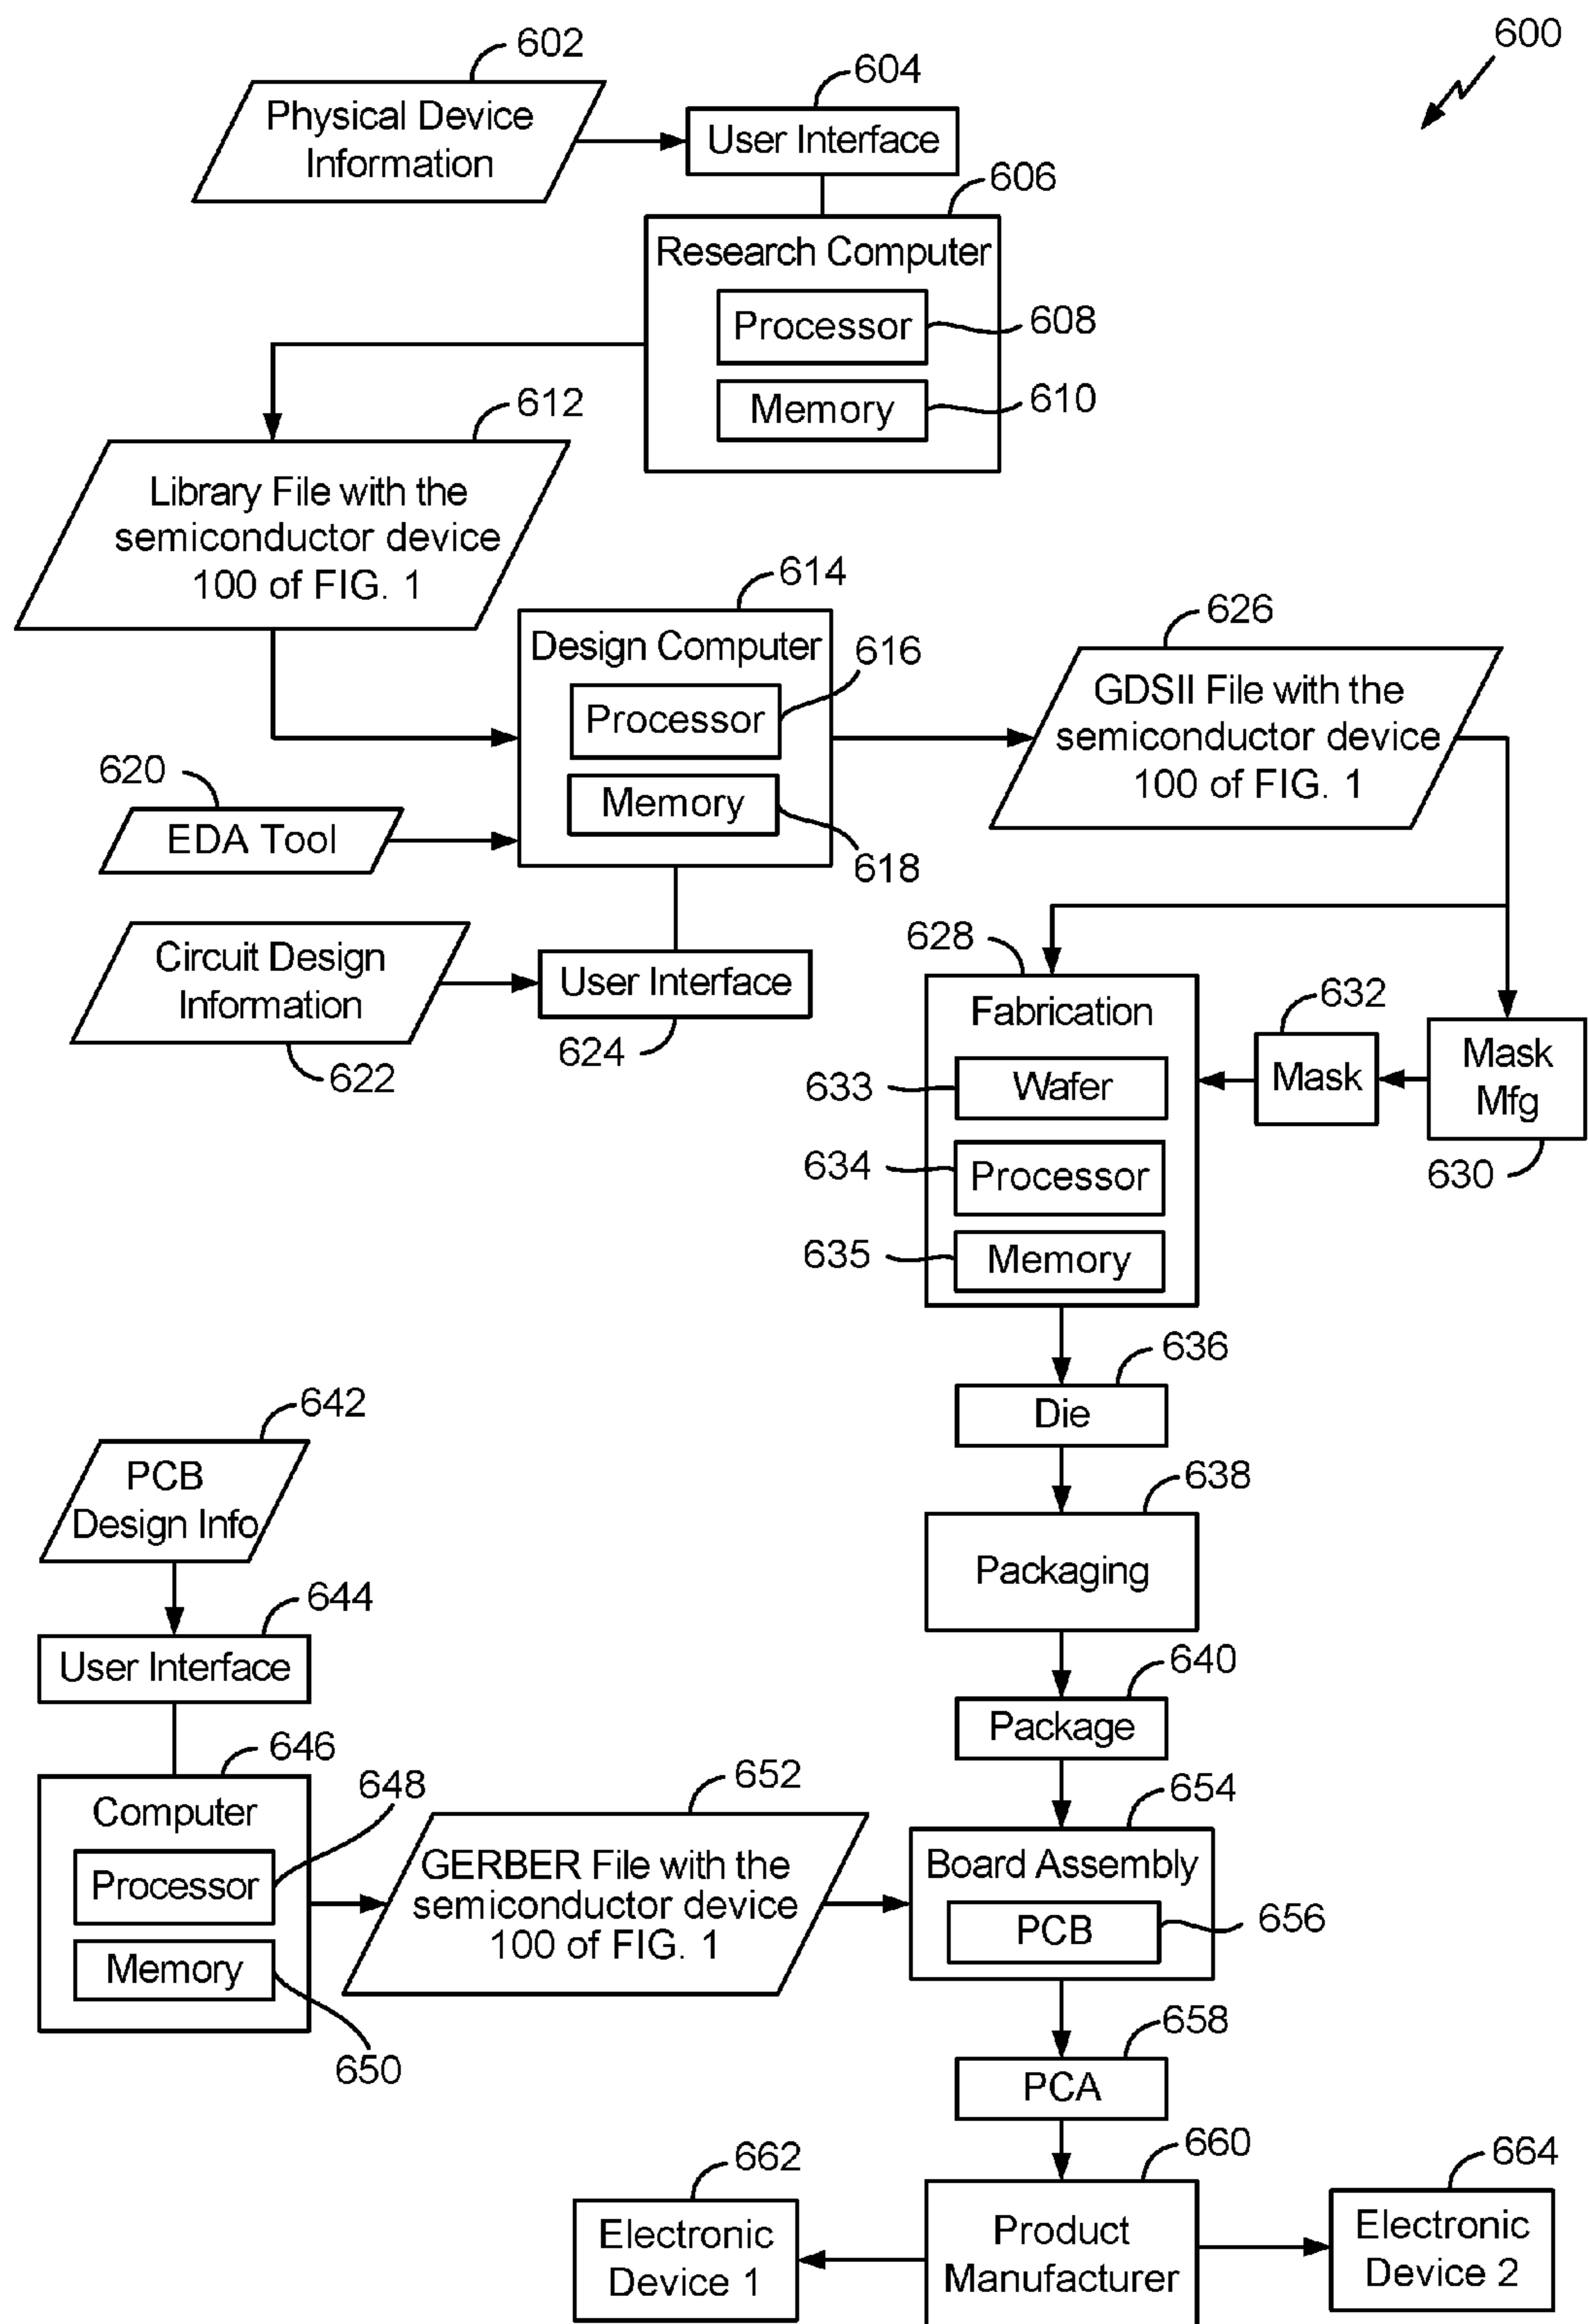 600
602
Physical Device
Information
604
User Interface
606
Research Computer
Processor
608
Memory
610
612
Library File with the
semiconductor device
100 of FIG. 1
614
Design Computer
Processor
616
Memory
618
620
EDA Tool
Circuit Design
Information
622
User Interface
624
626
GDSII File with the
semiconductor device
100 of FIG. 1
628
Fabrication
633
Wafer
634
Processor
635
Memory
632
Mask
Mask
Mfg
630
636
Die
638
Packaging
640
Package
642
PCB
Design Info
644
User Interface
646
Computer
648
Processor
Memory
650
652
GERBER File with the
semiconductor device
100 of FIG. 1
654
Board Assembly
PCB
656
658
PCA
660
Product
Manufacturer
662
Electronic
Device 1
664
Electronic
Device 2